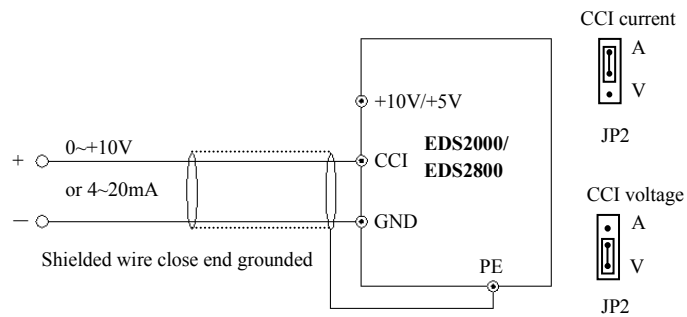 CCI current
A
V
JP2
+10V/+5V
0~+10V
+
CCI
EDS2000/
EDS2800
or 4~20mA
—
GND
Shielded wire close end grounded
PE
CCI voltage
A
V
JP2